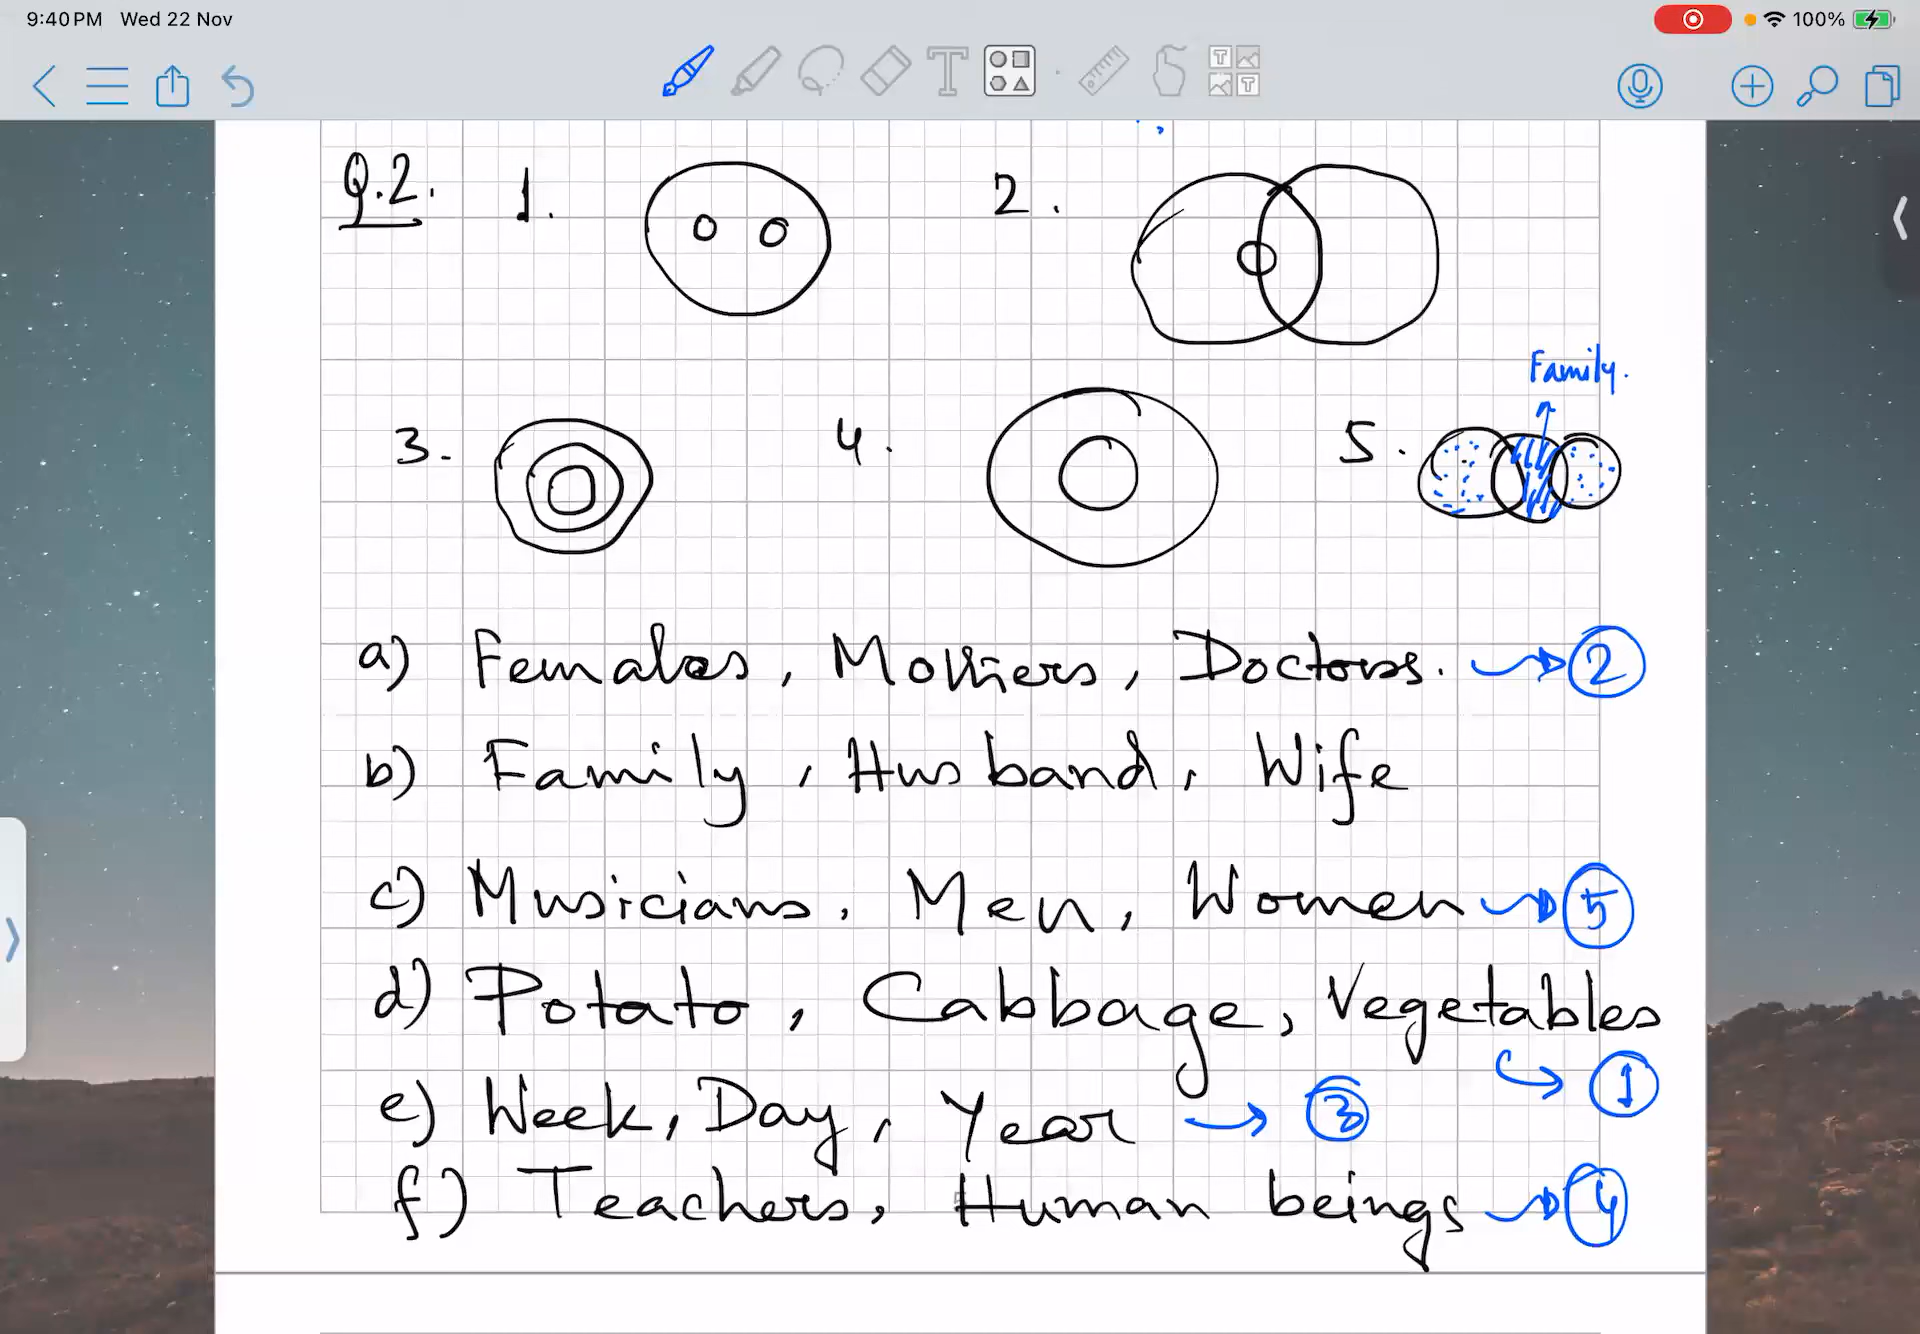 9:40 PM Wed 22 Nov
100%
Q.2. 1. 2.
Family.
3. 4. 5.
a) Females, Mothers, Doctors. 2
b) Family, Husband, Wife
c) Musicians, Men, Women 5
d) Potato, Cabbage, Vegetables
1
e) Week, Day, Year → 3
f) Teachers, Human beings 4